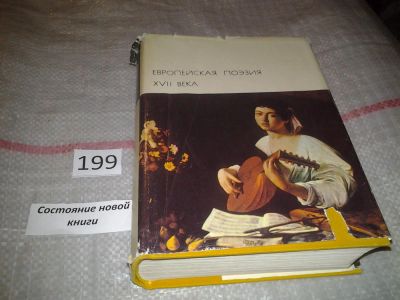 ЕВРОПЕЙСКАЯ ПОЭЗИЯ
XVII ВЕКА
199
Состояние новой
книги